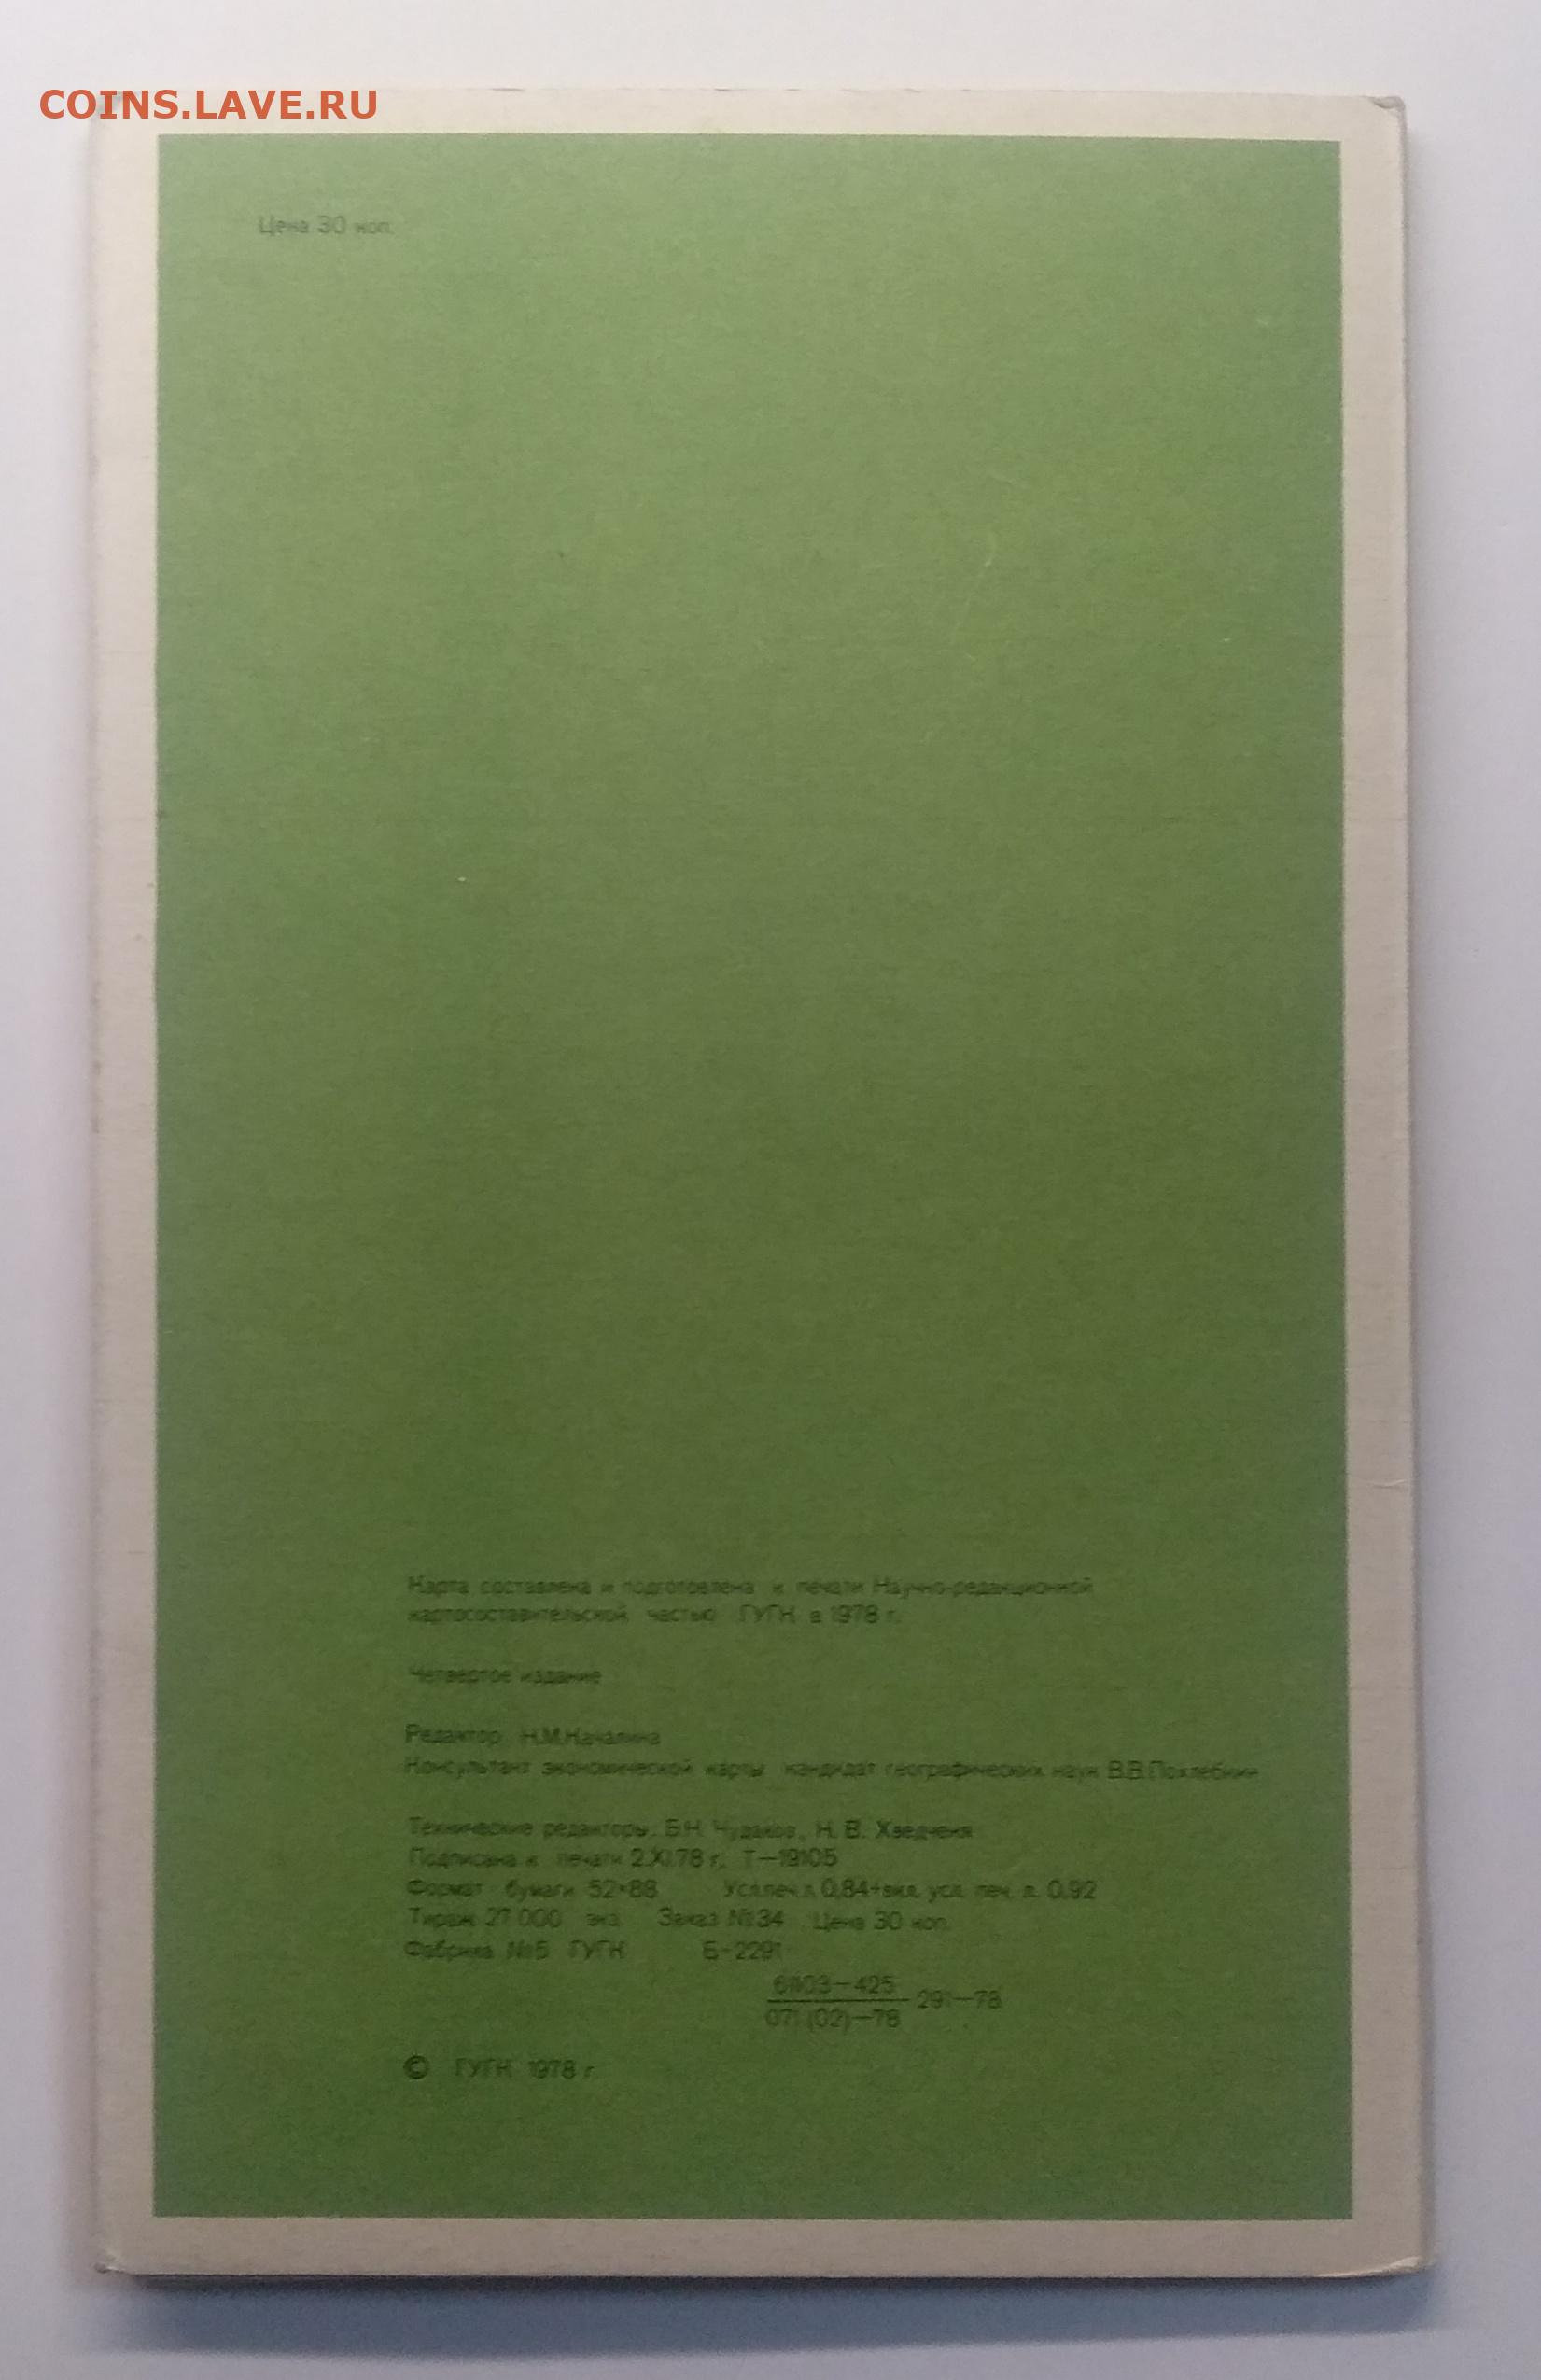 COINS.LAVE.RU
Цена 30 коп.
Карта составлена и подготовлена к печати Научно-редакционной
картосоставительской частью ГУГК в 1978 г.
Четвертое издание
Редактор Н.М.Качалина
Консультант экономической карты кандидат географических наук В.В.Похлебкин
Технические редакторы: Б.Н. Чудаков, Н. В. Хведченя
Подписана к печати 2.XI.78 г. Т—19105
Формат бумаги 52×88 Усл.печ.л 0,84+вкл. усл. печ. л. 0,92
Тираж 27 000 экз. Заказ №34 Цена 30 коп.
Фабрика №5 ГУГК Б-2291
291—78
071(02)—78
© ГУГК 1978 г.